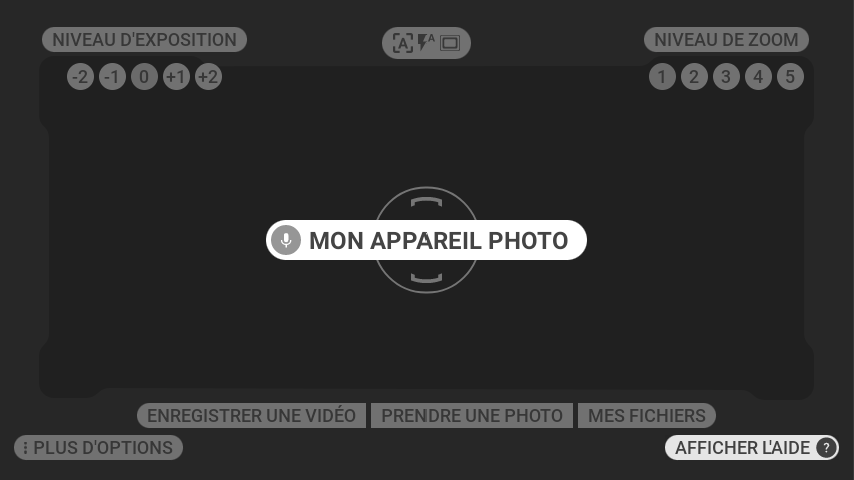 NIVEAU D'EXPOSITION
A
A
NIVEAU DE ZOOM
-2 -1 0 +1 +2
1 2 3 4 5
MON APPAREIL PHOTO
ENREGISTRER UNE VIDÉO
PRENDRE UNE PHOTO
MES FICHIERS
PLUS D'OPTIONS
AFFICHER L'AIDE ?